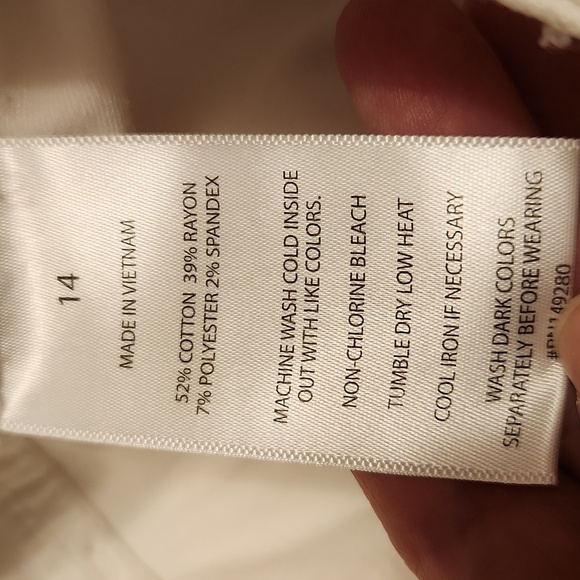 14
MADE IN VIETNAM
52% COTTON 39% RAYON
7% POLYESTER 2% SPANDEX
MACHINE WASH COLD INSIDE
OUT WITH LIKE COLORS.
NON-CHLORINE BLEACH
TUMBLE DRY LOW HEAT
COOL IRON IF NECESSARY
WASH DARK COLORS
SEPARATELY BEFORE WEARING
#RN149280